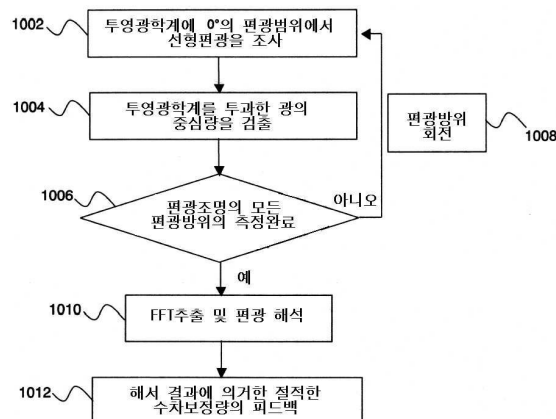 1002
투영광학계에 0°의 편광범위에서
선형편광을 조사
1004
투영광학계를 투과한 광의
중심량을 검출
1006
편광조명의 모든
편광방위의 측정완료
아니오
편광방위
회전
1008
예
1010
FFT추출 및 편광 해석
1012
해서 결과에 의거한 절적한
수차보정량의 피드백